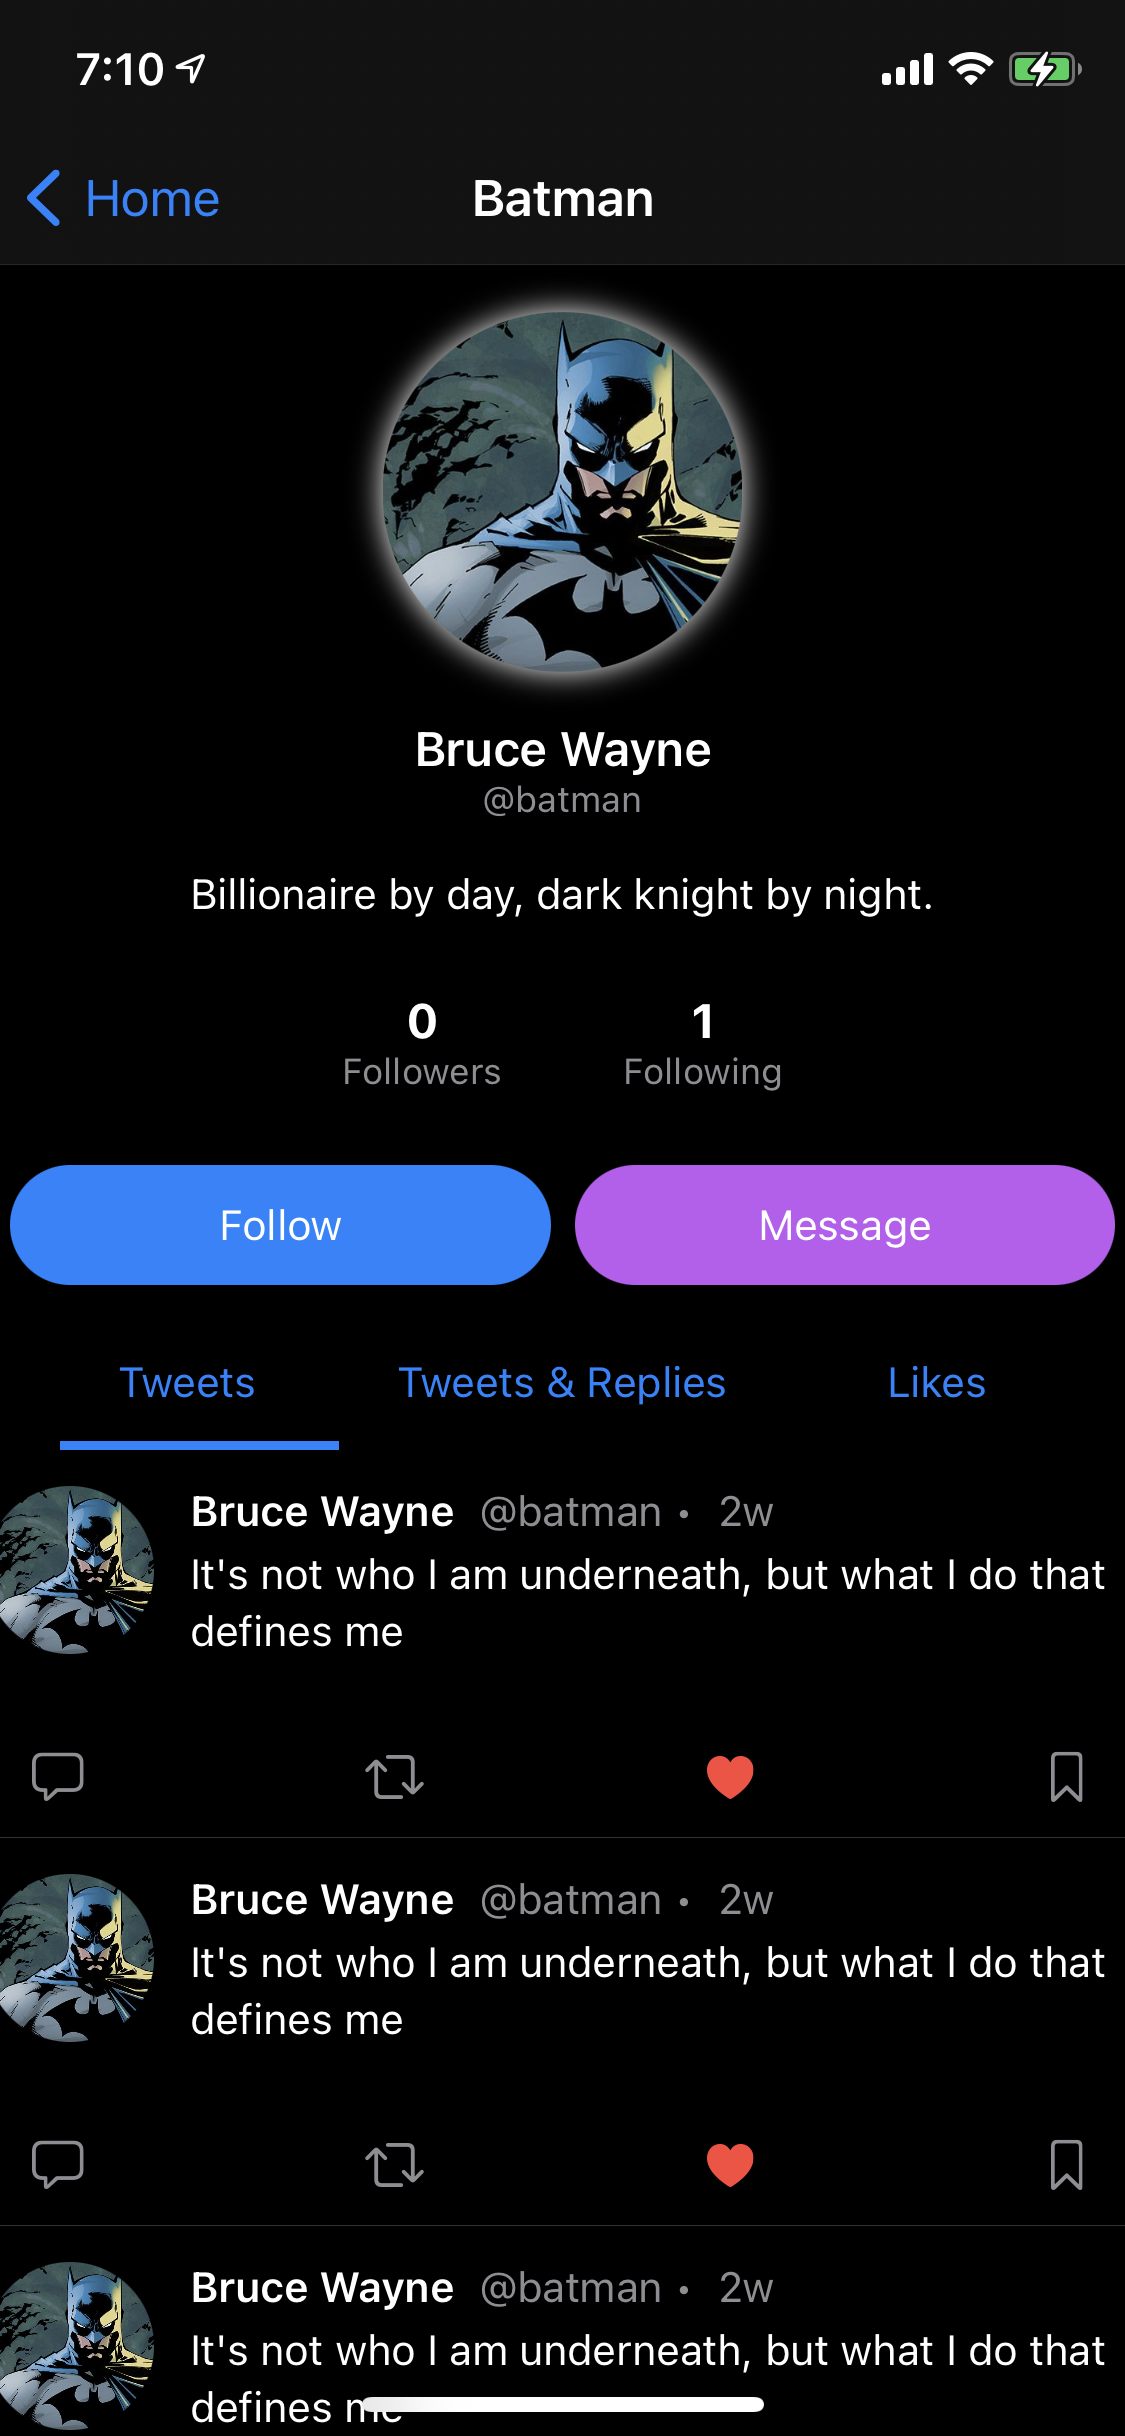 7:10
Home
Batman
Bruce Wayne
@batman
Billionaire by day, dark knight by night.
0 1
Followers Following
Follow Message
Tweets Tweets & Replies Likes
Bruce Wayne @batman • 2w
It's not who I am underneath, but what I do that
defines me
Bruce Wayne @batman • 2w
It's not who I am underneath, but what I do that
defines me
Bruce Wayne @batman • 2w
It's not who I am underneath, but what I do that
defines me